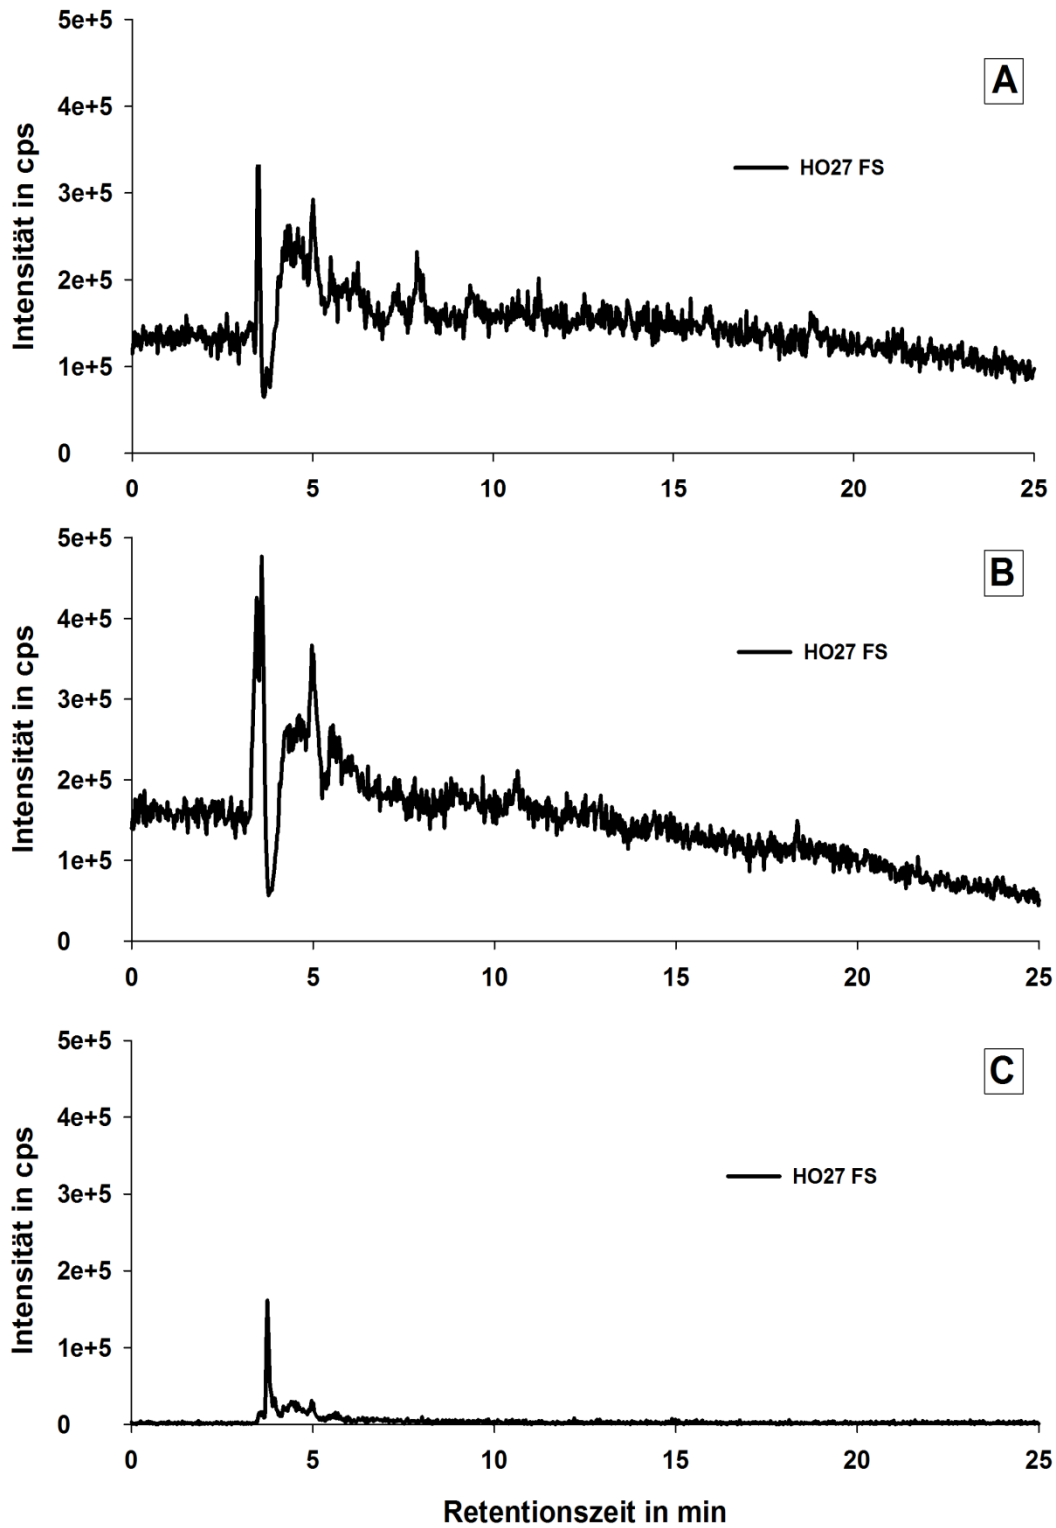 Intensität in cps
5e+5
4e+5
3e+5
2e+5
1e+5
0
A
HO27 FS
0 5 10 15 20 25
Intensität in cps
5e+5
4e+5
3e+5
2e+5
1e+5
0
B
HO27 FS
0 5 10 15 20 25
Intensität in cps
5e+5
4e+5
3e+5
2e+5
1e+5
0
C
HO27 FS
0 5 10 15 20 25
Retentionszeit in min